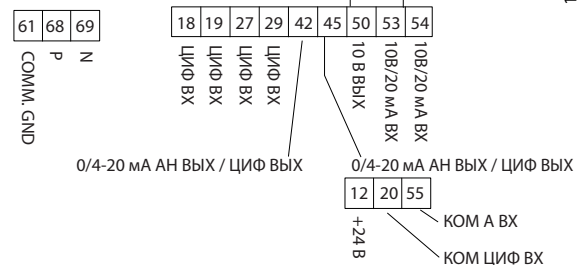 61 68 69
COMM. GND
P
N
18 19 27 29 42 45 50 53 54
ЦИФ ВХ
ЦИФ ВХ
ЦИФ ВХ
ЦИФ ВХ
10 В ВЫХ
10В/20 мА ВХ
10В/20 мА ВХ
0/4-20 мА АН ВЫХ / ЦИФ ВЫХ
0/4-20 мА АН ВЫХ / ЦИФ ВЫХ
12 20 55
+24 В
КОМ А ВХ
КОМ ЦИФ ВХ